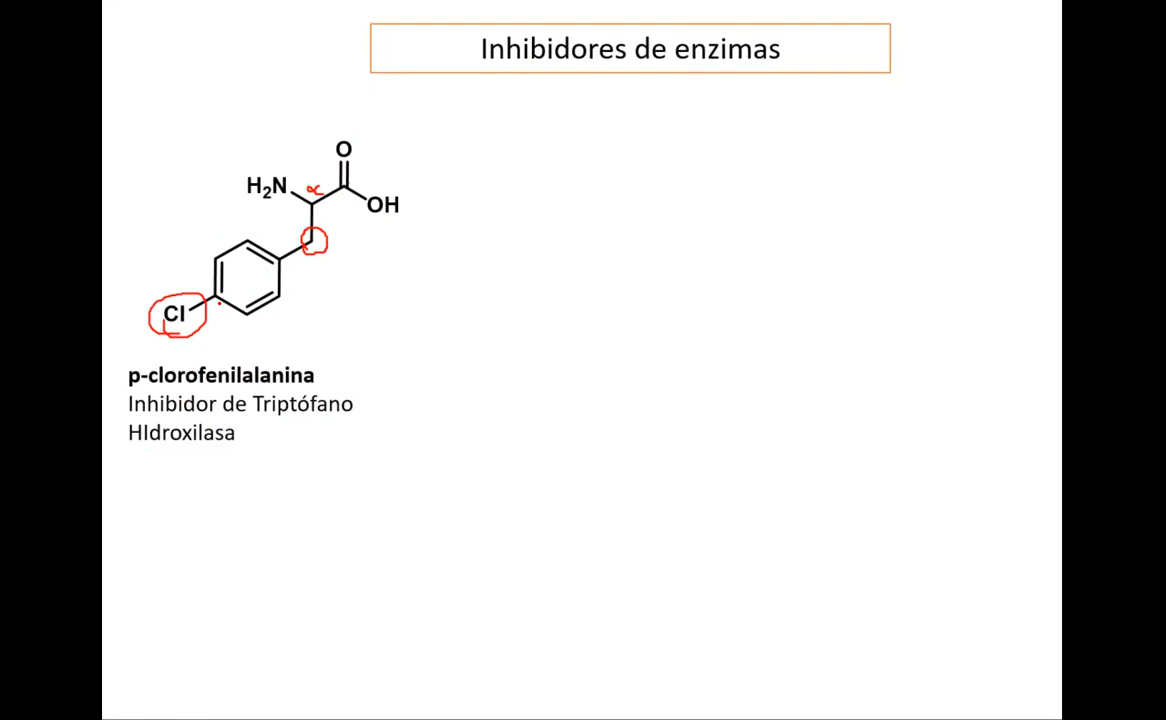 Inhibidores de enzimas
O
H₂N
α
OH
Cl
p-clorofenilalanina
Inhibidor de Triptófano
HIdroxilasa